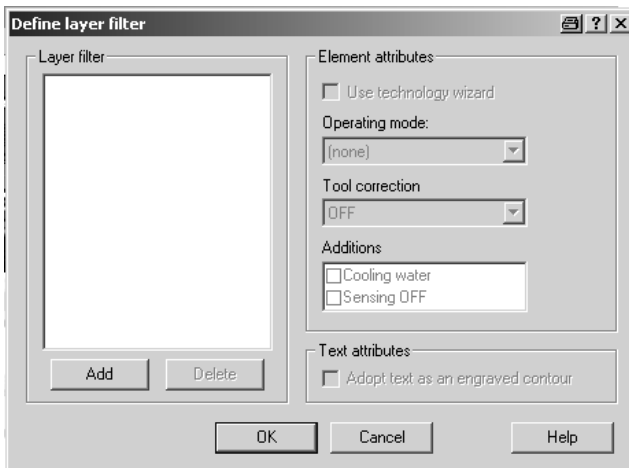 Define layer filter
Layer filter
Add
Delete
Element attributes
Use technology wizard
Operating mode:
(none)
Tool correction
OFF
Additions
Cooling water
Sensing OFF
Text attributes
Adopt text as an engraved contour
OK
Cancel
Help